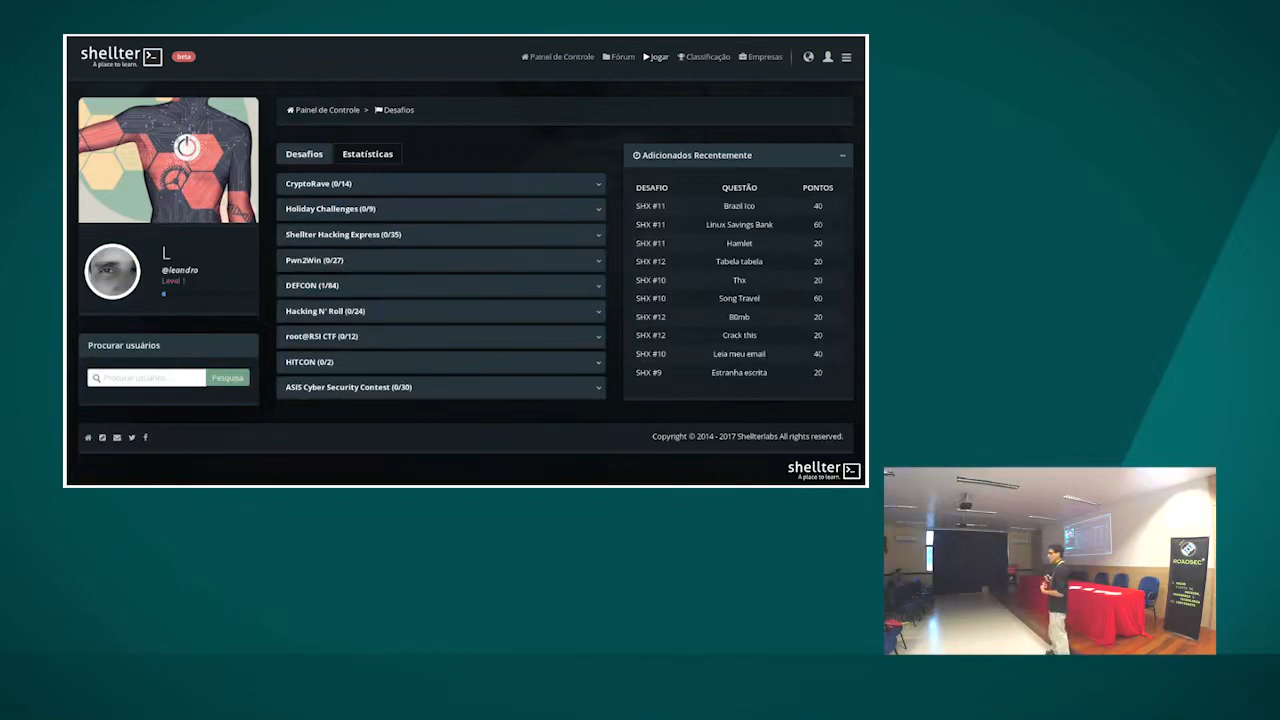 shellter
A place to learn.
beta
Painel de Controle Fórum Jogar Classificação Empresas
Painel de Controle > Desafios
Desafios Estatísticas
CryptoRave (0/14)
Holiday Challenges (0/9)
Shellter Hacking Express (0/35)
Pwn2Win (0/27)
DEFCON (1/84)
Hacking N' Roll (0/24)
root@RSI CTF (0/12)
HITCON (0/2)
ASIS Cyber Security Contest (0/30)
Adicionados Recentemente
DESAFIO QUESTÃO PONTOS
SHX #11 Brazil Ico 40
SHX #11 Linux Savings Bank 60
SHX #11 Hamlet 20
SHX #12 Tabela tabela 20
SHX #10 Thx 20
SHX #10 Song Travel 60
SHX #12 B0mb 20
SHX #12 Crack this 20
SHX #10 Leia meu email 40
SHX #9 Estranha escrita 20
L
@leandro
Level 1
Procurar usuários
Procurar usuários...
Pesquisa
Copyright © 2014 - 2017 Shellterlabs All rights reserved.
shellter
A place to learn.
ROADSEC